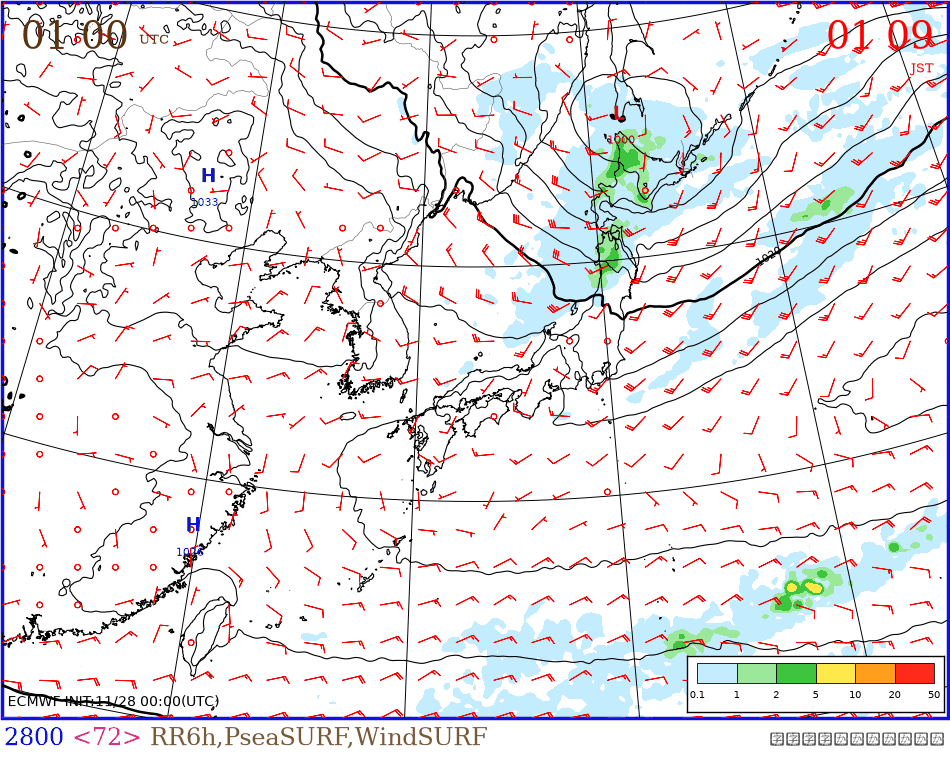 01 00 UTC
01 09
JST
1000
H
1033
1020
H
ECMWF INIT:11/28 00:00(UTC)
0.1 1 2 5 10 20 50
2800 <72> RR6h,PseaSURF,WindSURF